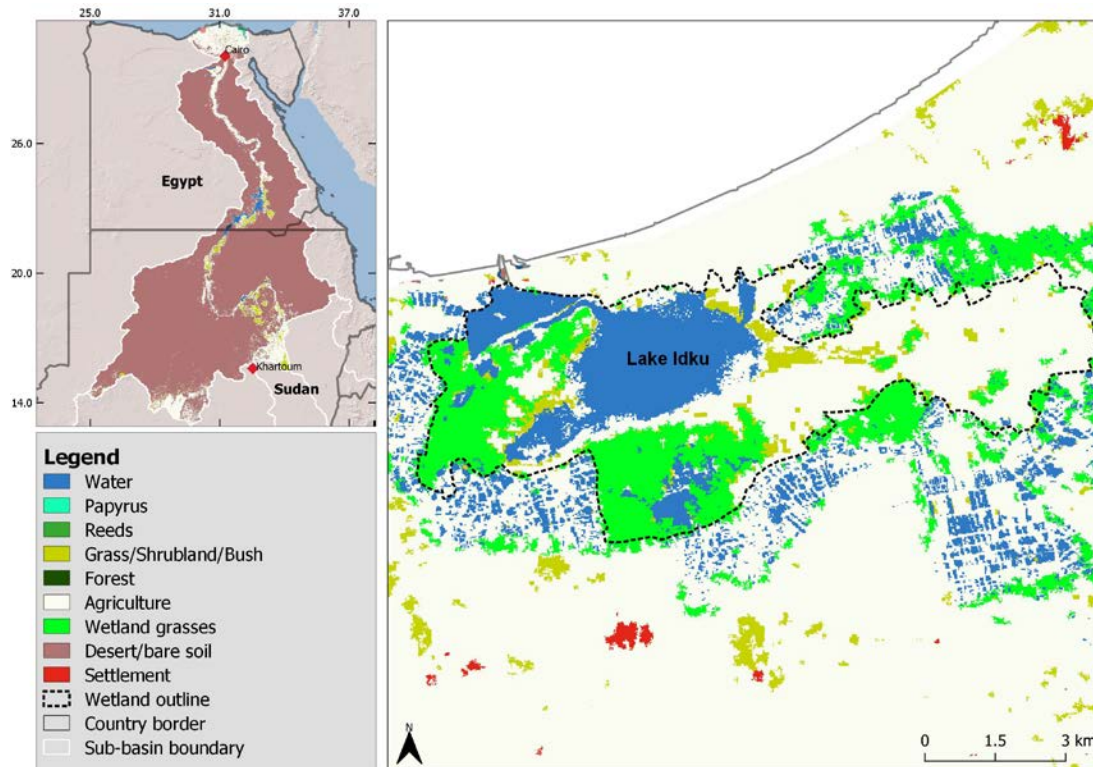 25.0 31.0 37.0
Cairo
26.0
Egypt
20.0
Khartoum
Sudan
14.0
Legend
Water
Papyrus
Reeds
Grass/Shrubland/Bush
Forest
Agriculture
Wetland grasses
Desert/bare soil
Settlement
Wetland outline
Country border
Sub-basin boundary
Lake Idku
N
0 1.5 3 km